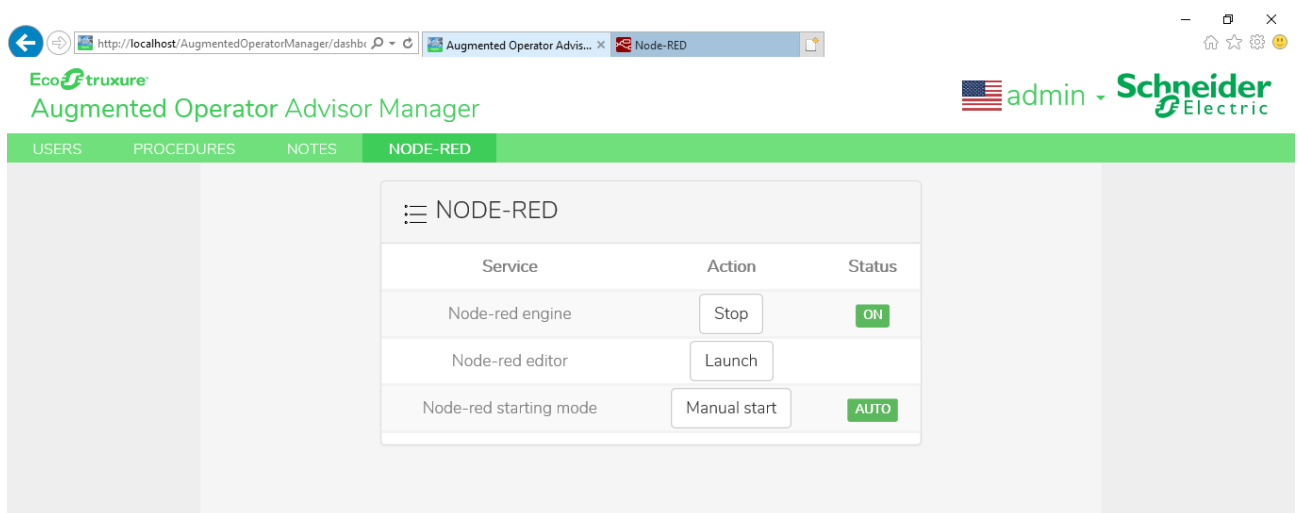 http://localhost/AugmentedOperatorManager/dashbo
Augmented Operator Advis...
Node-RED
EcoStruxure
Augmented Operator Advisor Manager
admin
Schneider
Electric
USERS PROCEDURES NOTES NODE-RED
NODE-RED
Service Action Status
Node-red engine Stop ON
Node-red editor Launch
Node-red starting mode Manual start AUTO